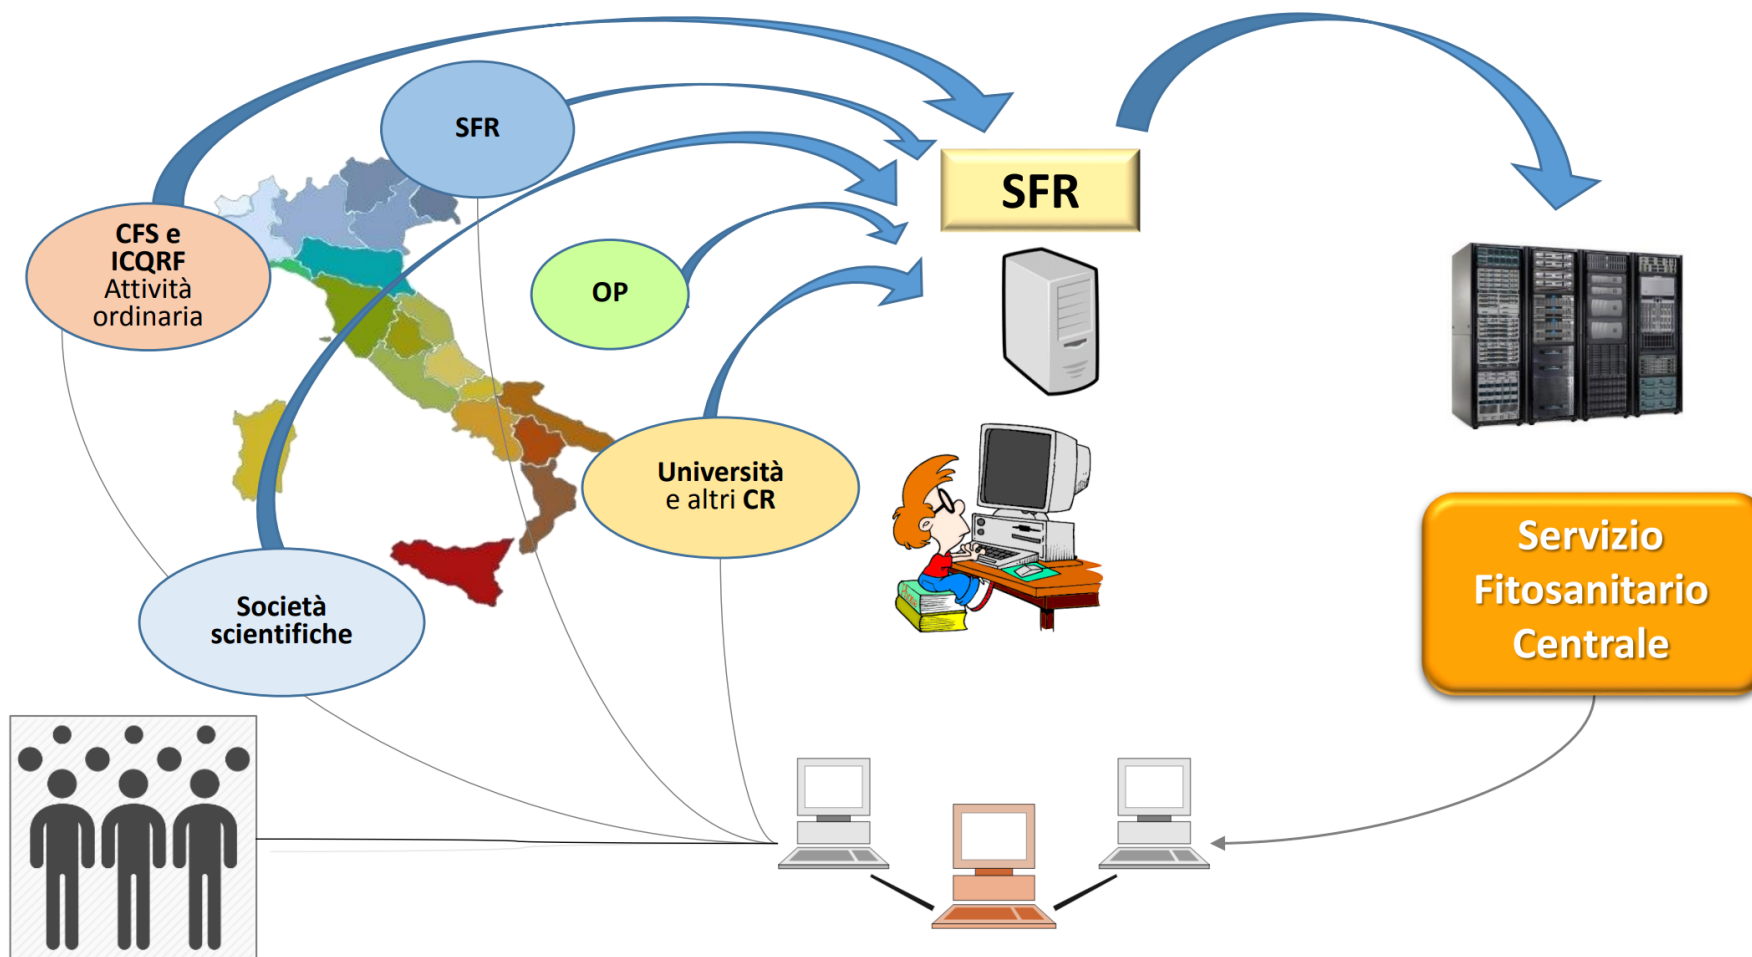 SFR
CFS e
ICQRF
Attività
ordinaria
SFR
OP
Università
e altri CR
Società
scientifiche
Servizio
Fitosanitario
Centrale